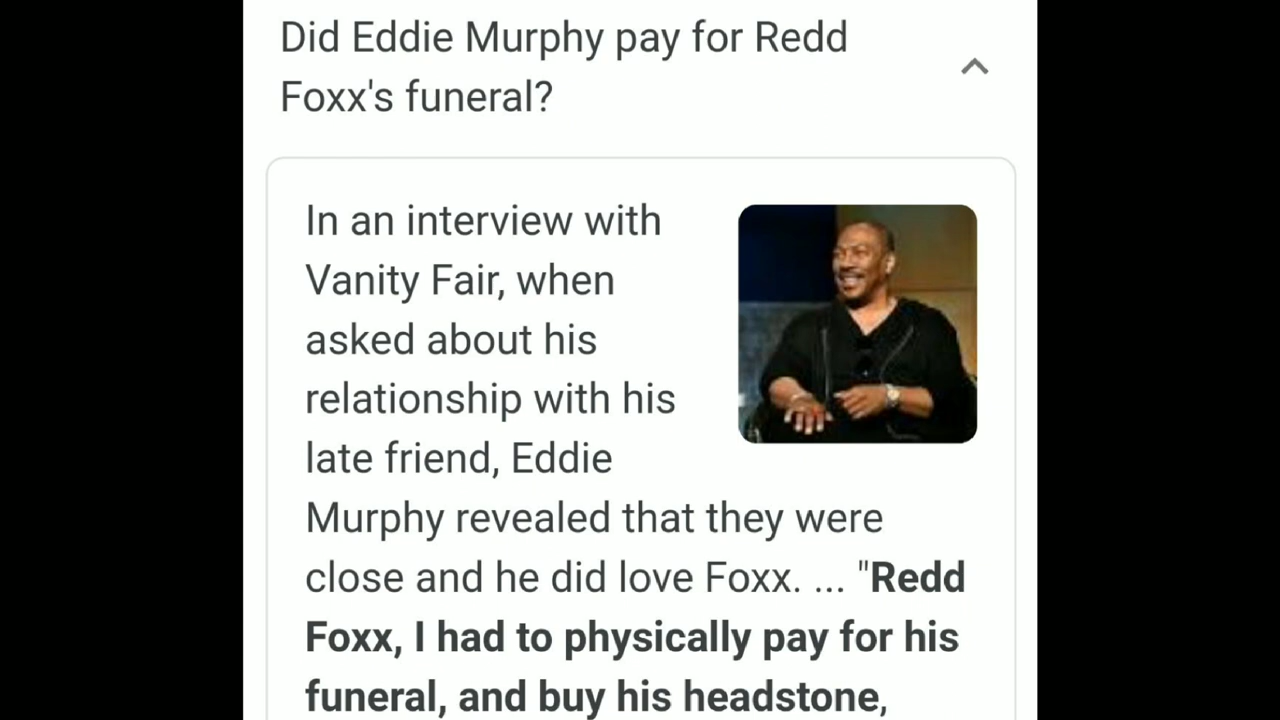 Did Eddie Murphy pay for Redd
Foxx's funeral?
In an interview with
Vanity Fair, when
asked about his
relationship with his
late friend, Eddie
Murphy revealed that they were
close and he did love Foxx. ... "Redd
Foxx, I had to physically pay for his
funeral, and buy his headstone,